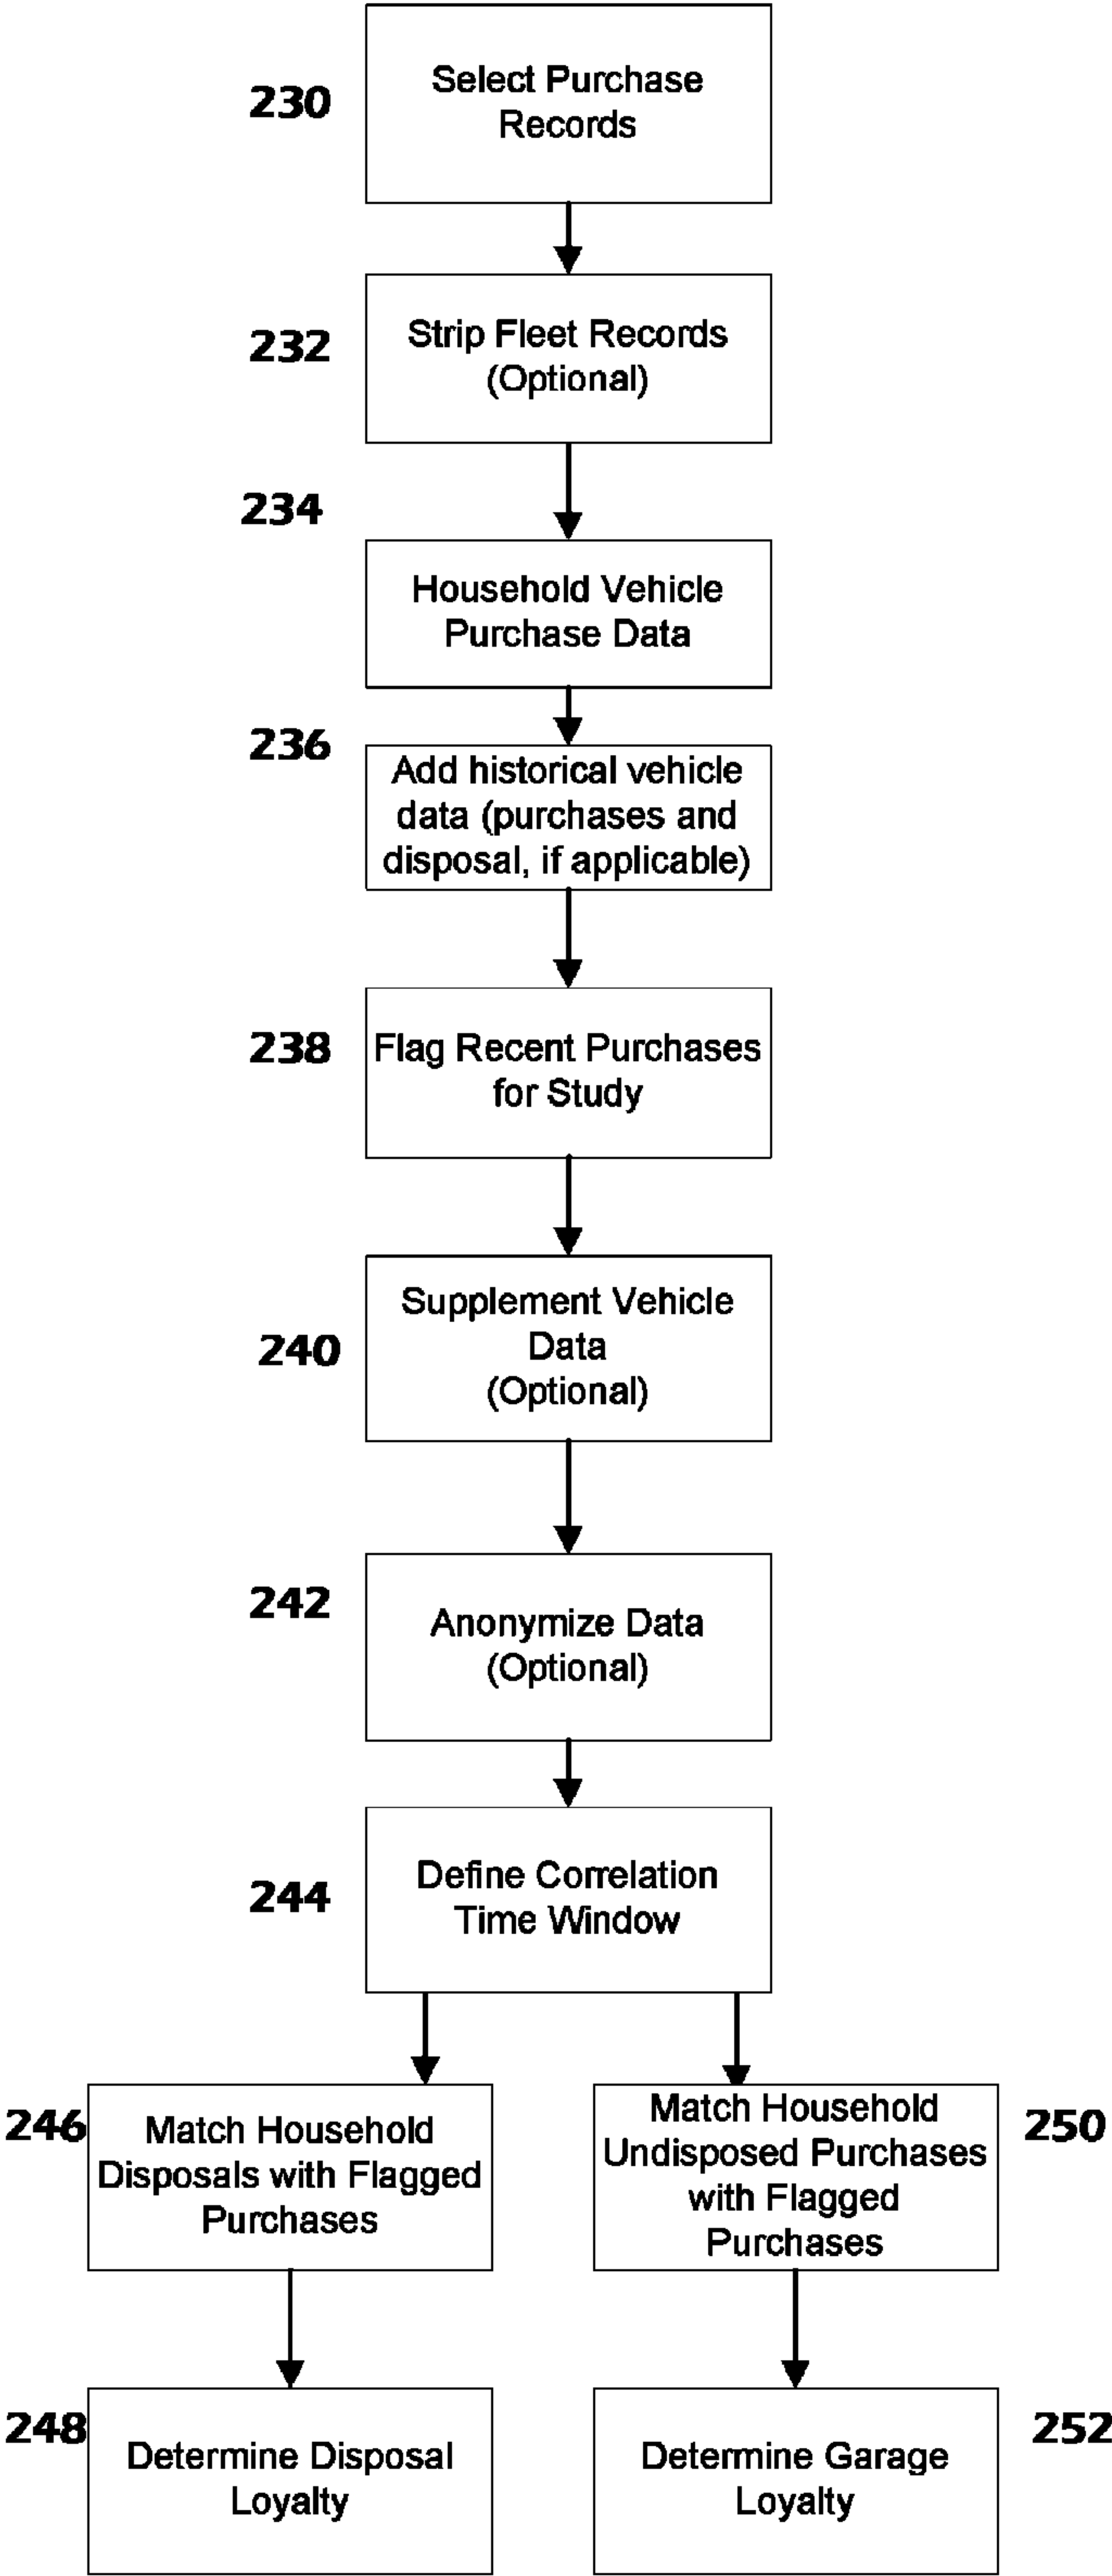 230
Select Purchase
Records
232
Strip Fleet Records
(Optional)
234
Household Vehicle
Purchase Data
236
Add historical vehicle
data (purchases and
disposal, if applicable)
238
Flag Recent Purchases
for Study
240
Supplement Vehicle
Data
(Optional)
242
Anonymize Data
(Optional)
244
Define Correlation
Time Window
246
Match Household
Disposals with Flagged
Purchases
250
Match Household
Undisposed Purchases
with Flagged
Purchases
248
Determine Disposal
Loyalty
252
Determine Garage
Loyalty